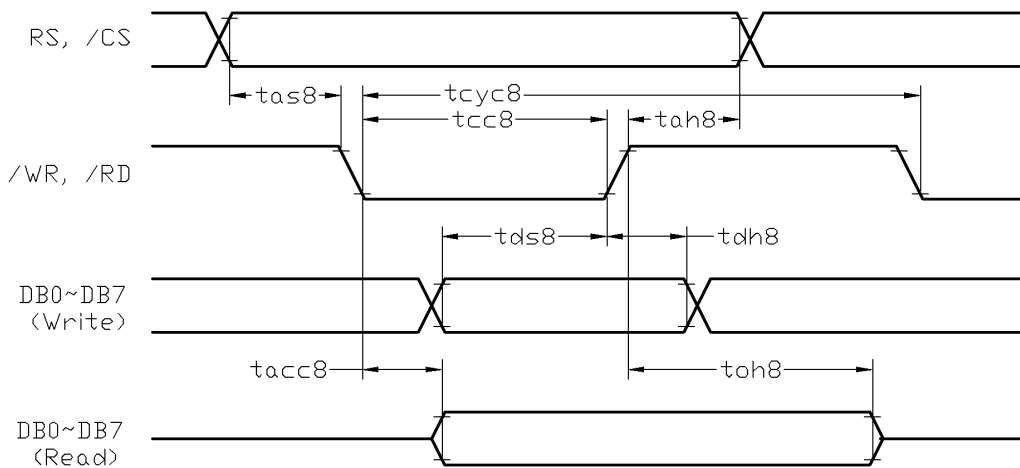 RS, /CS
tas8
tcyc8
tcc8
tah8
/WR, /RD
tds8
tdh8
DB0~DB7
(Write)
tacc8
toh8
DB0~DB7
(Read)